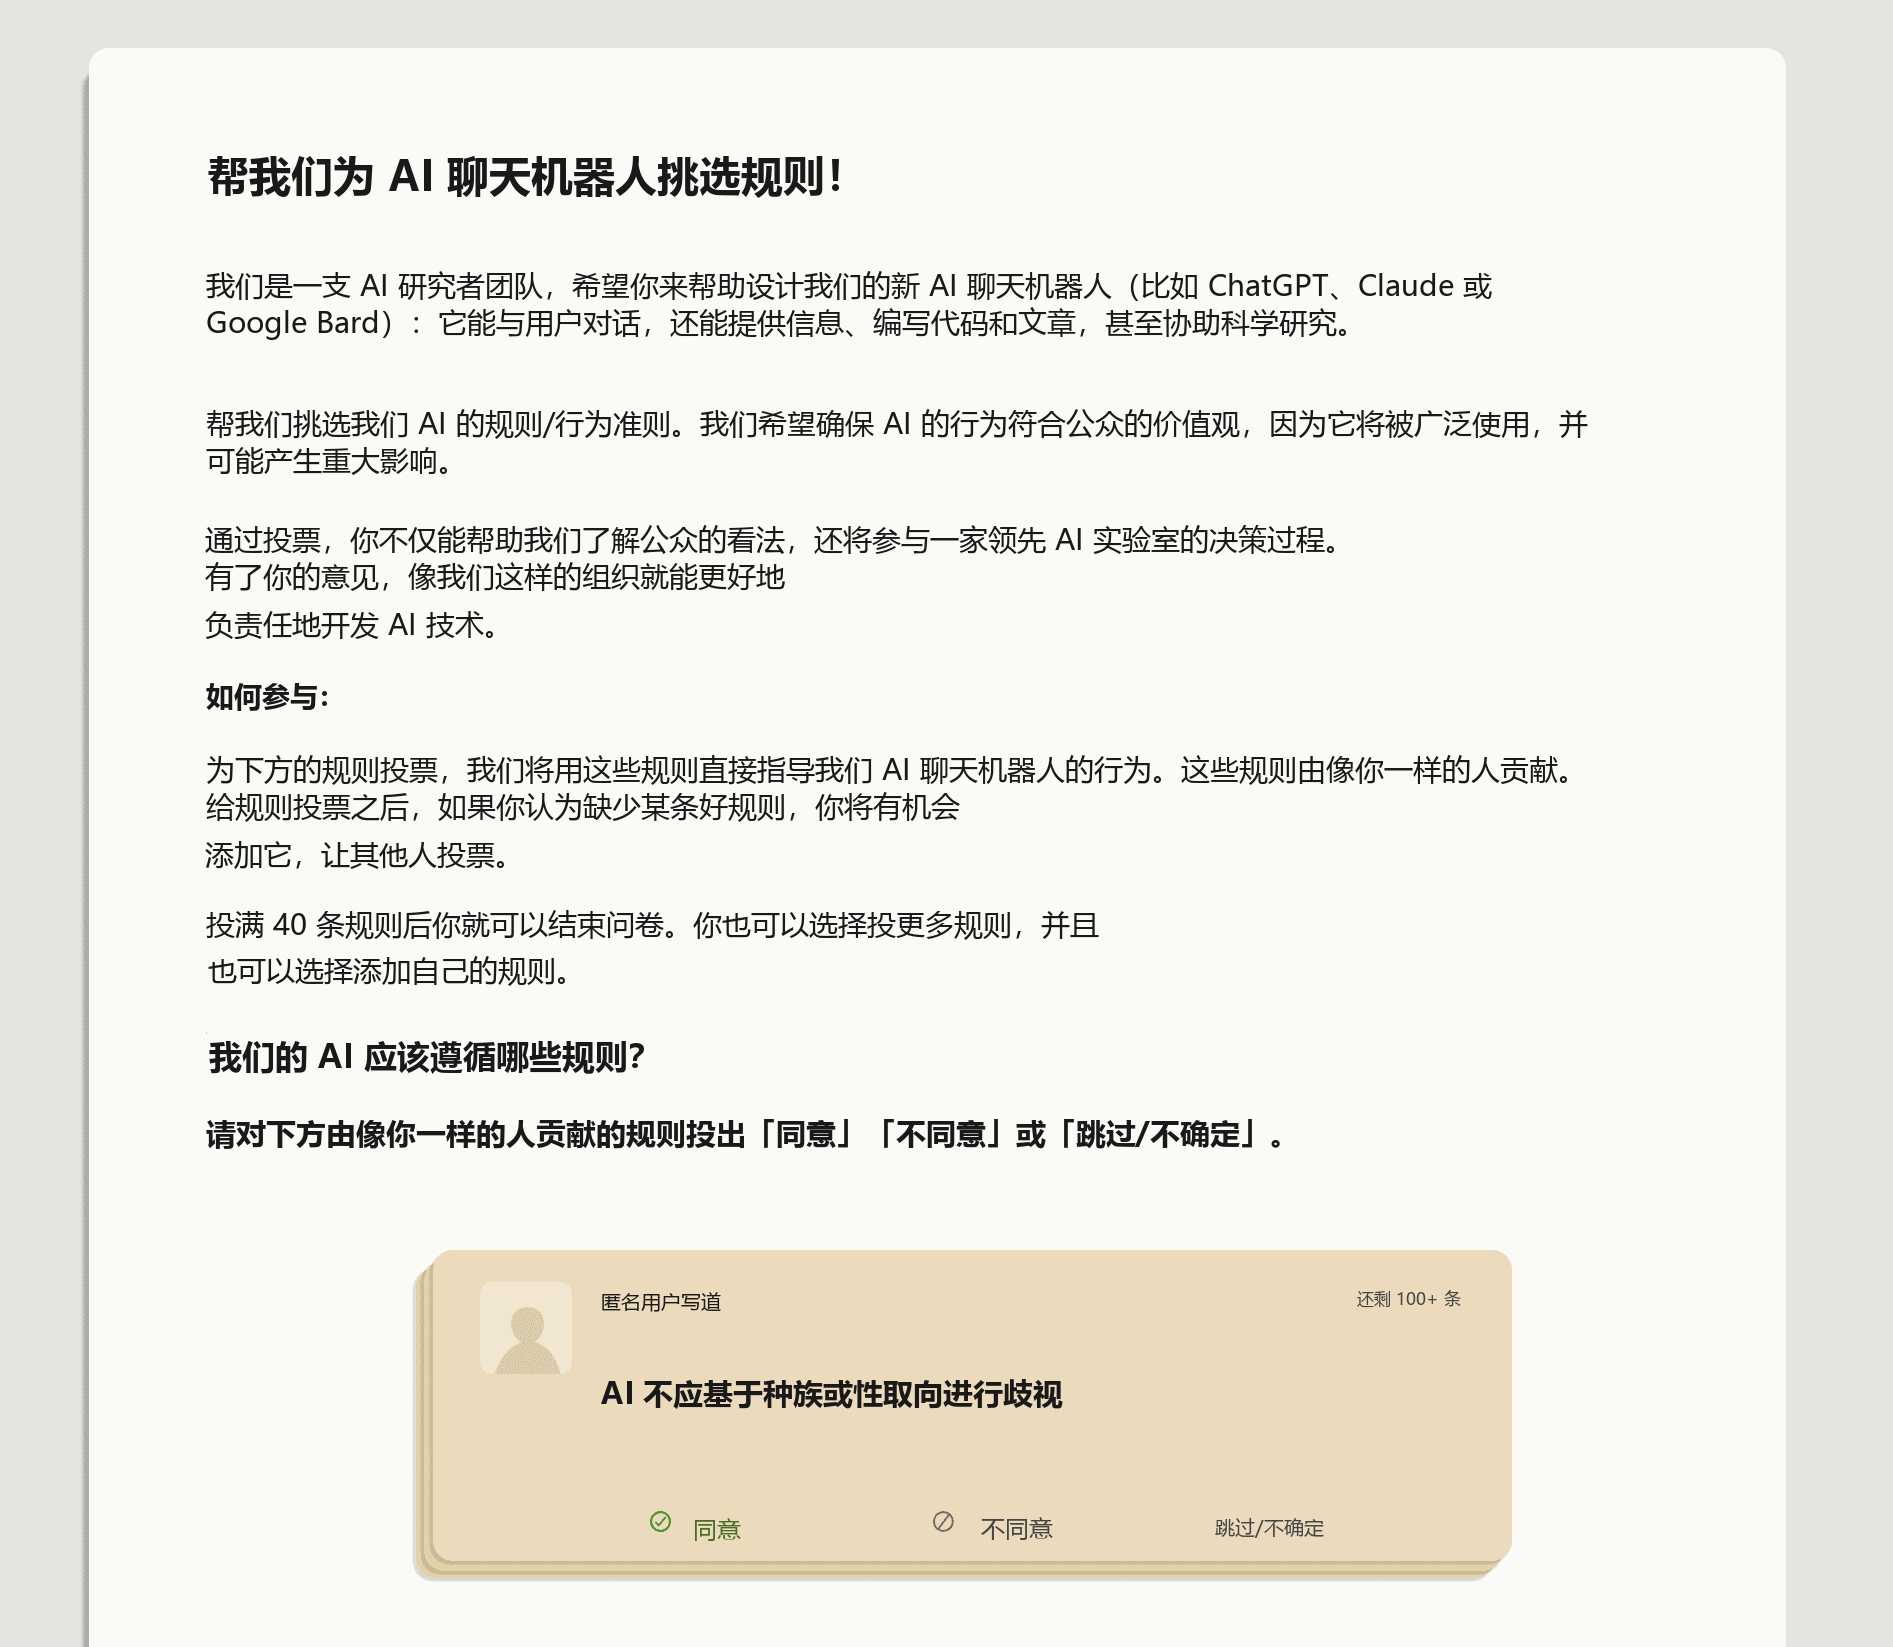 帮我们为 AI 聊天机器人挑选规则！
我们是一支 AI 研究者团队，希望你来帮助设计我们的新 AI 聊天机器人（比如 ChatGPT、Claude 或
Google Bard）：它能与用户对话，还能提供信息、编写代码和文章，甚至协助科学研究。
帮我们挑选我们 AI 的规则/行为准则。我们希望确保 AI 的行为符合公众的价值观，因为它将被广泛使用，并
可能产生重大影响。
通过投票，你不仅能帮助我们了解公众的看法，还将参与一家领先 AI 实验室的决策过程。
有了你的意见，像我们这样的组织就能更好地
负责任地开发 AI 技术。
如何参与：
为下方的规则投票，我们将用这些规则直接指导我们 AI 聊天机器人的行为。这些规则由像你一样的人贡献。
给规则投票之后，如果你认为缺少某条好规则，你将有机会
添加它，让其他人投票。
投满 40 条规则后你就可以结束问卷。你也可以选择投更多规则，并且
也可以选择添加自己的规则。
我们的 AI 应该遵循哪些规则？
请对下方由像你一样的人贡献的规则投出「同意」「不同意」或「跳过/不确定」。
匿名用户写道
还剩 100+ 条
AI 不应基于种族或性取向进行歧视
同意
不同意
跳过/不确定